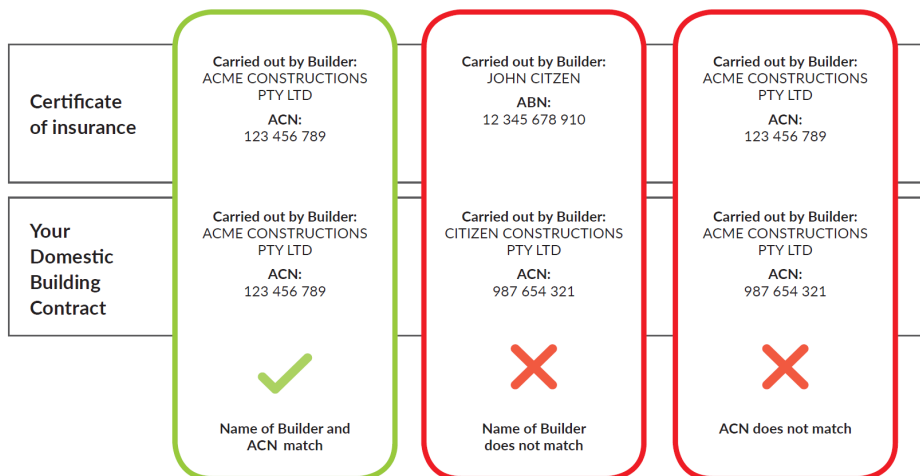 Certificate
of insurance
Carried out by Builder:
ACME CONSTRUCTIONS
PTY LTD
ACN:
123 456 789
Carried out by Builder:
JOHN CITZEN
ABN:
12 345 678 910
Carried out by Builder:
ACME CONSTRUCTIONS
PTY LTD
ACN:
123 456 789
Your
Domestic
Building
Contract
Carried out by Builder:
ACME CONSTRUCTIONS
PTY LTD
ACN:
123 456 789
Carried out by Builder:
CITIZEN CONSTRUCTIONS
PTY LTD
ACN:
987 654 321
Carried out by Builder:
ACME CONSTRUCTIONS
PTY LTD
ACN:
987 654 321
Name of Builder and
ACN match
Name of Builder
does not match
ACN does not match